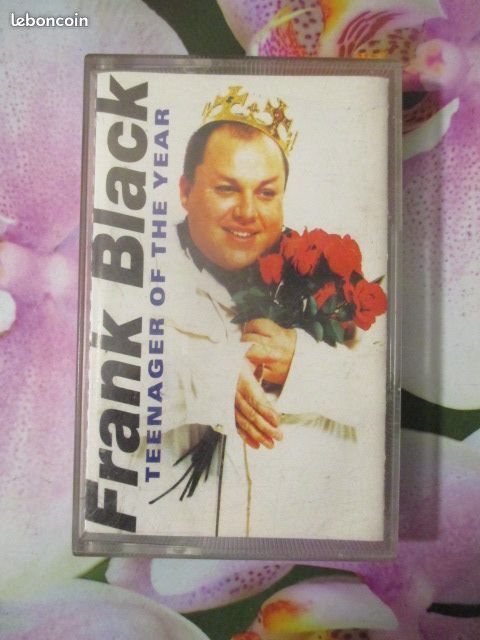 leboncoin
Frank Black
TEENAGER OF THE YEAR